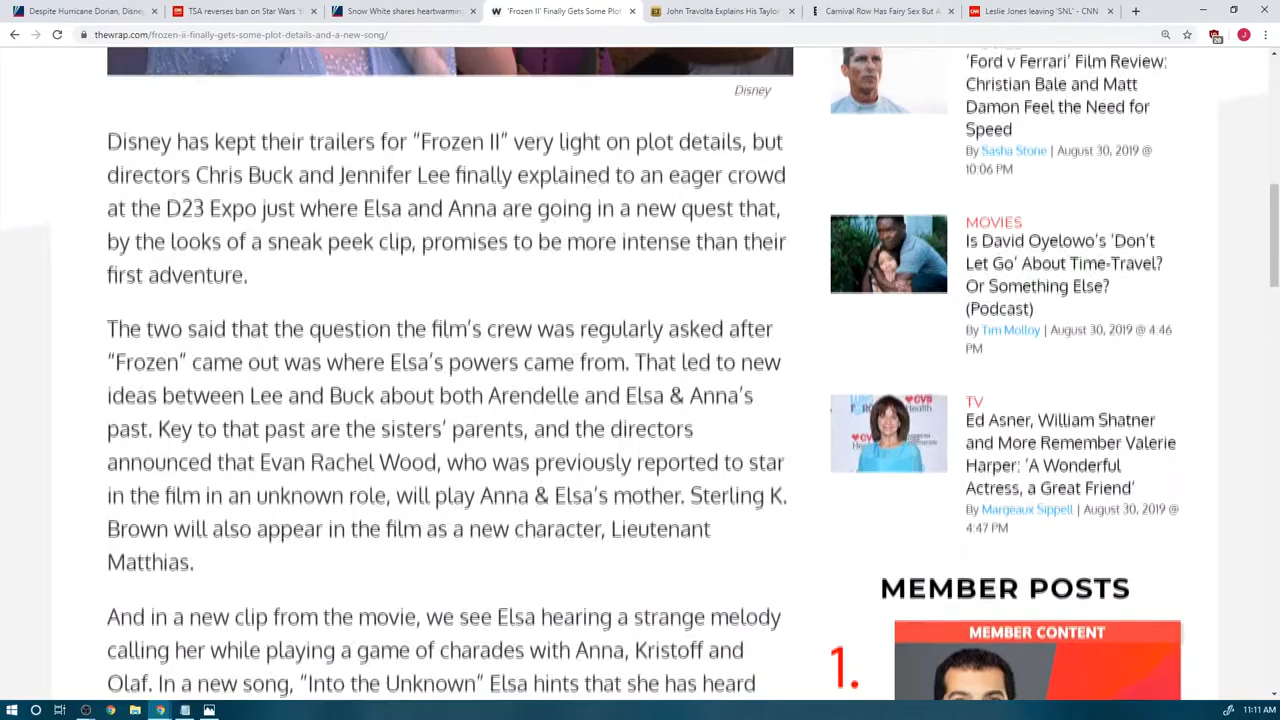 Despite Hurricane Dorian, Disney
TSA reverses ban on Star Wars
Snow White shares heartwarmin
'Frozen II' Finally Gets Some Plot
John Travolta Explains His Taylor
Carnival Row Has Fairy Sex But A
Leslie Jones leaving 'SNL' - CNN
thewrap.com/frozen-ii-finally-gets-some-plot-details-and-a-new-song/
Disney
Disney has kept their trailers for “Frozen II” very light on plot details, but
directors Chris Buck and Jennifer Lee finally explained to an eager crowd
at the D23 Expo just where Elsa and Anna are going in a new quest that,
by the looks of a sneak peek clip, promises to be more intense than their
first adventure.
The two said that the question the film’s crew was regularly asked after
“Frozen” came out was where Elsa’s powers came from. That led to new
ideas between Lee and Buck about both Arendelle and Elsa & Anna’s
past. Key to that past are the sisters’ parents, and the directors
announced that Evan Rachel Wood, who was previously reported to star
in the film in an unknown role, will play Anna & Elsa’s mother. Sterling K.
Brown will also appear in the film as a new character, Lieutenant
Matthias.
And in a new clip from the movie, we see Elsa hearing a strange melody
calling her while playing a game of charades with Anna, Kristoff and
Olaf. In a new song, “Into the Unknown” Elsa hints that she has heard
‘Ford v Ferrari’ Film Review:
Christian Bale and Matt
Damon Feel the Need for
Speed
By Sasha Stone | August 30, 2019 @
10:06 PM
MOVIES
Is David Oyelowo’s ‘Don’t
Let Go’ About Time-Travel?
Or Something Else?
(Podcast)
By Tim Molloy | August 30, 2019 @ 4:46
PM
TV
Ed Asner, William Shatner
and More Remember Valerie
Harper: ‘A Wonderful
Actress, a Great Friend’
By Margeaux Sippell | August 30, 2019 @
4:47 PM
MEMBER POSTS
MEMBER CONTENT
1.
11:11 AM